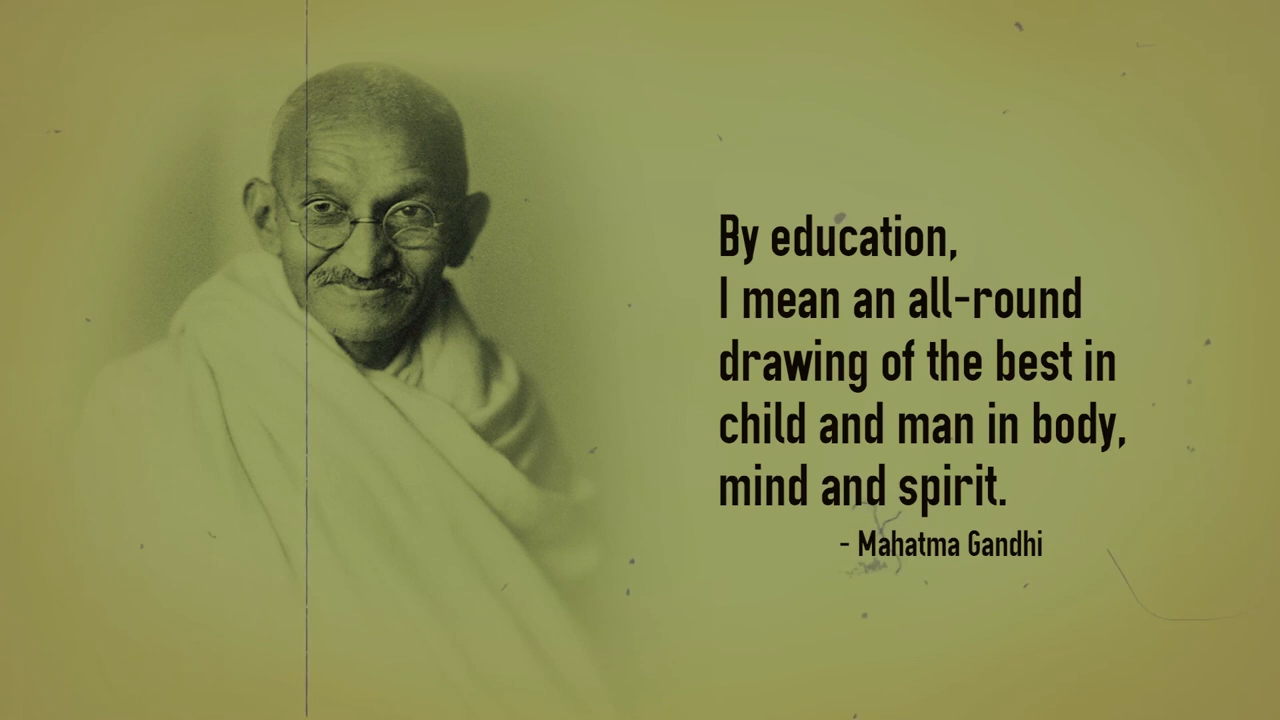 By education,
I mean an all-round
drawing of the best in
child and man in body,
mind and spirit.
- Mahatma Gandhi